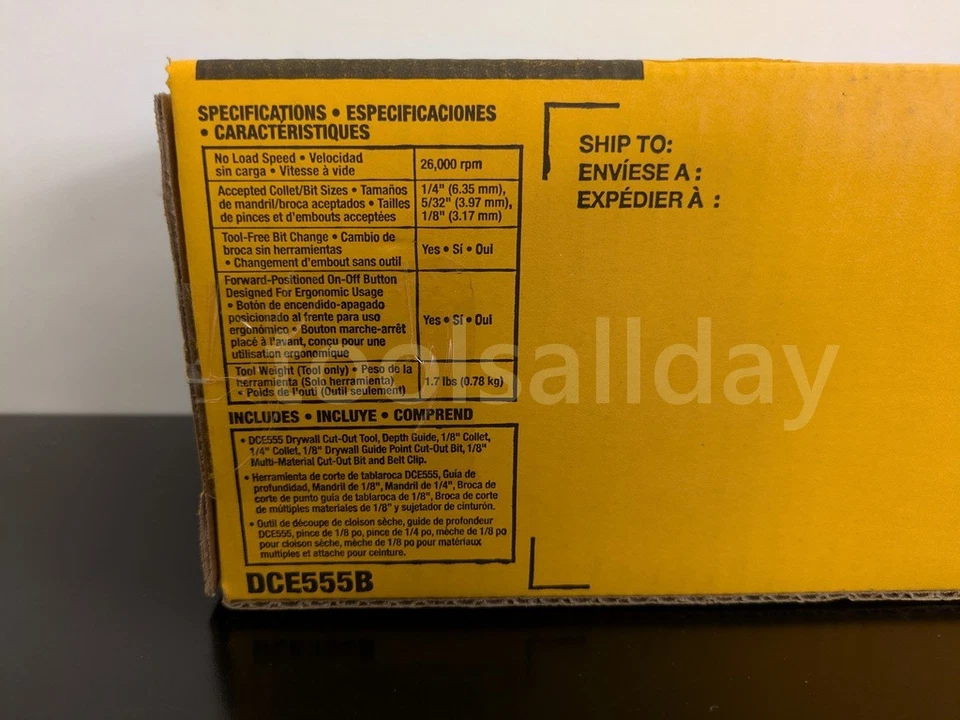 SPECIFICATIONS • ESPECIFICACIONES
• CARACTÉRISTIQUES
No Load Speed • Velocidad
sin carga • Vitesse à vide
26,000 rpm
Accepted Collet/Bit Sizes • Tamaños
de mandril/broca aceptados • Tailles
de pinces et d'embouts acceptées
1/4" (6.35 mm),
5/32" (3.97 mm),
1/8" (3.17 mm)
Tool-Free Bit Change • Cambio de
broca sin herramientas
• Changement d'embout sans outil
Yes • Sí • Oui
Forward-Positioned On-Off Button
Designed For Ergonomic Usage
• Botón de encendido-apagado
posicionado al frente para uso
ergonómico • Bouton marche-arrêt
placé à l'avant, conçu pour une
utilisation ergonomique
Yes • Sí • Oui
Tool Weight (Tool only) • Peso de la
herramienta (Solo herramienta)
• Poids de l'outi (Outil seulement)
1.7 lbs (0.78 kg)
INCLUDES • INCLUYE • COMPREND
• DCE555 Drywall Cut-Out Tool, Depth Guide, 1/8" Collet,
1/4" Collet, 1/8" Drywall Guide Point Cut-Out Bit, 1/8"
Multi-Material Cut-Out Bit and Belt Clip.
• Herramienta de corte de tablaroca DCE555, Guía de
profundidad, Mandril de 1/8", Mandril de 1/4", Broca de
corte de punto guía de tablaroca de 1/8", Broca de corte
de múltiples materiales de 1/8" y sujetador de cinturón.
• Outil de découpe de cloison sèche, guide de profondeur
DCE555, pince de 1/8 po, pince de 1/4 po, mèche de 1/8 po
pour cloison sèche, mèche de 1/8 po pour matériaux
multiples et attache pour ceinture.
DCE555B
SHIP TO:
ENVÍESE A :
EXPÉDIER À :
toolsallday